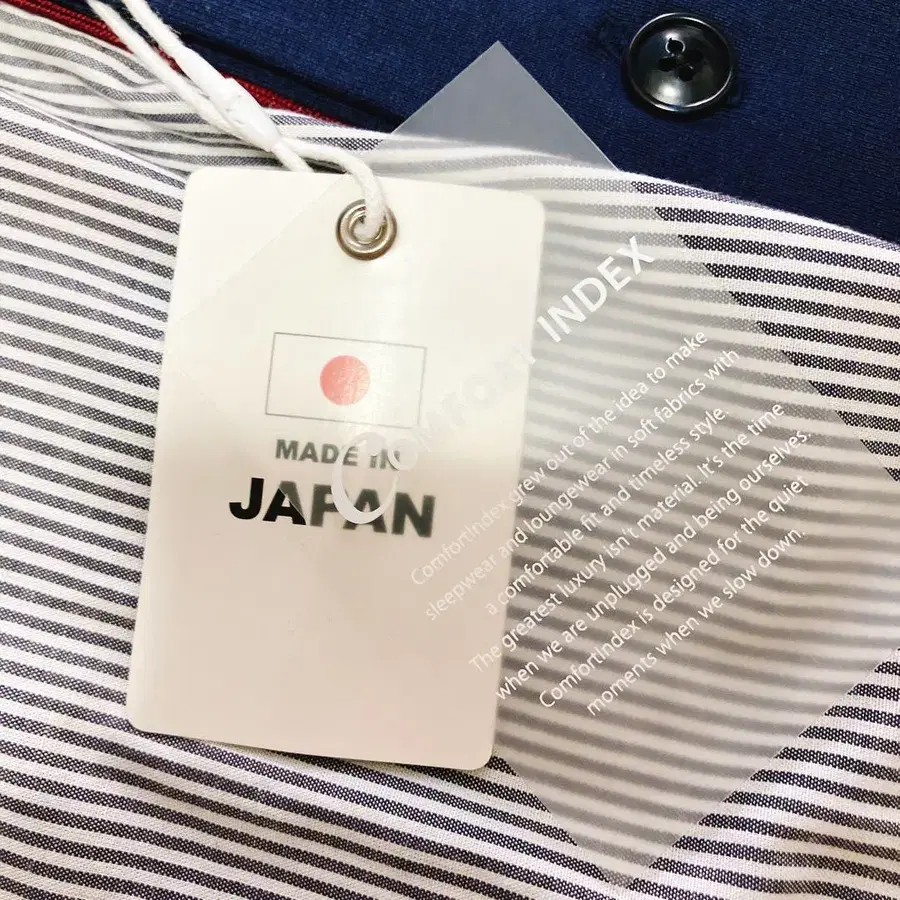 MADE IN
JAPAN
COMFORT INDEX
ComfortIndex grew out of the idea to make
sleepwear and loungewear in soft fabrics with
a comfortable fit and timeless style.
The greatest luxury isn't material. It's the time
when we are unplugged and being ourselves.
ComfortIndex is designed for the quiet
moments when we slow down.